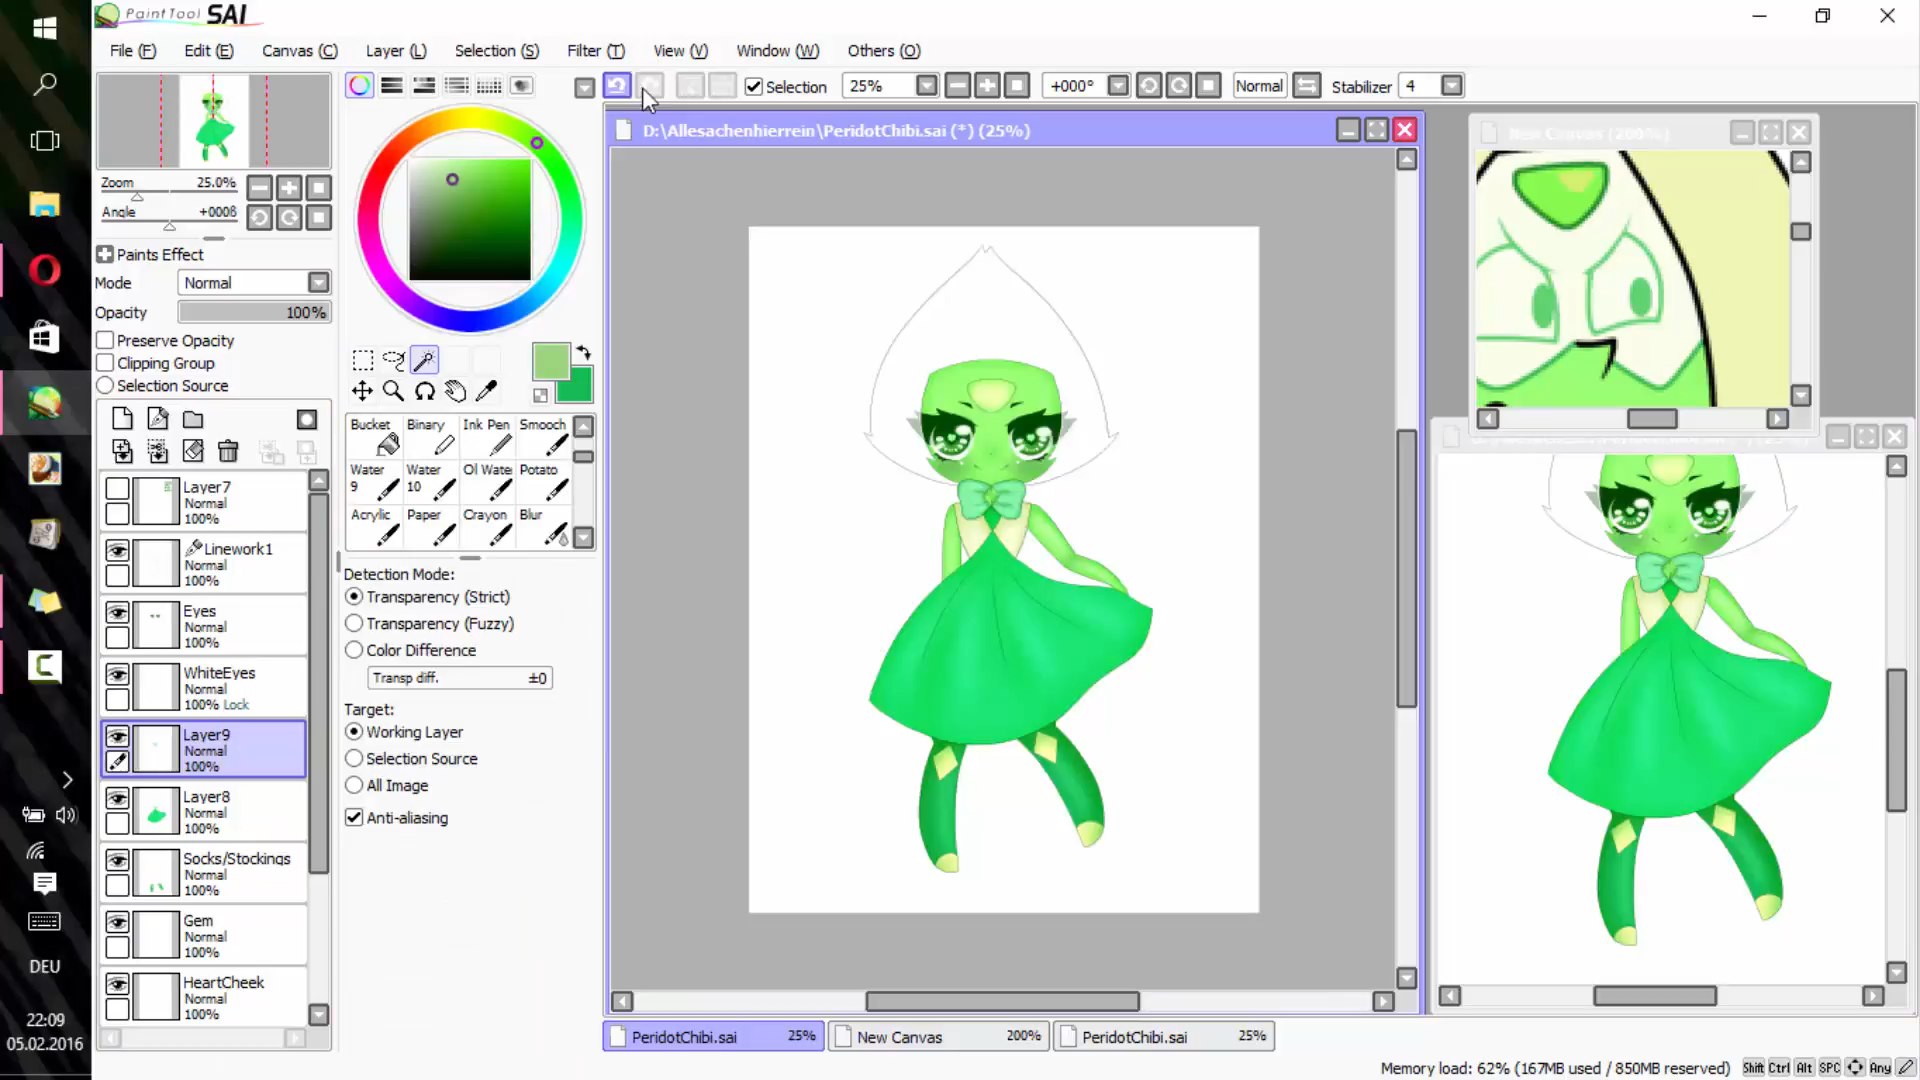 PaintTool SAI
File (F) Edit (E) Canvas (C) Layer (L) Selection (S) Filter (T) View (V) Window (W) Others (O)
Selection 25% +000° Normal Stabilizer 4
D:\Allesachenhierrein\PeridotChibi.sai (*) (25%)
New Canvas (200%)
Zoom 25.0%
Angle +000ß
Paints Effect
Mode Normal
Opacity 100%
Preserve Opacity
Clipping Group
Selection Source
Layer7
Normal
100%
Linework1
Normal
100%
Eyes
Normal
100%
WhiteEyes
Normal
100% Lock
Layer9
Normal
100%
Layer8
Normal
100%
Socks/Stockings
Normal
100%
Gem
Normal
100%
HeartCheek
Normal
100%
Bucket Binary Ink Pen Smooch
Water 9 Water 10 Ol Wate Potato
Acrylic Paper Crayon Blur
Detection Mode:
Transparency (Strict)
Transparency (Fuzzy)
Color Difference
Transp diff. ±0
Target:
Working Layer
Selection Source
All Image
Anti-aliasing
PeridotChibi.sai 25% New Canvas 200% PeridotChibi.sai 25%
Memory load: 62% (167MB used / 850MB reserved) Shift Ctrl Alt SPC Any
DEU
22:09
05.02.2016